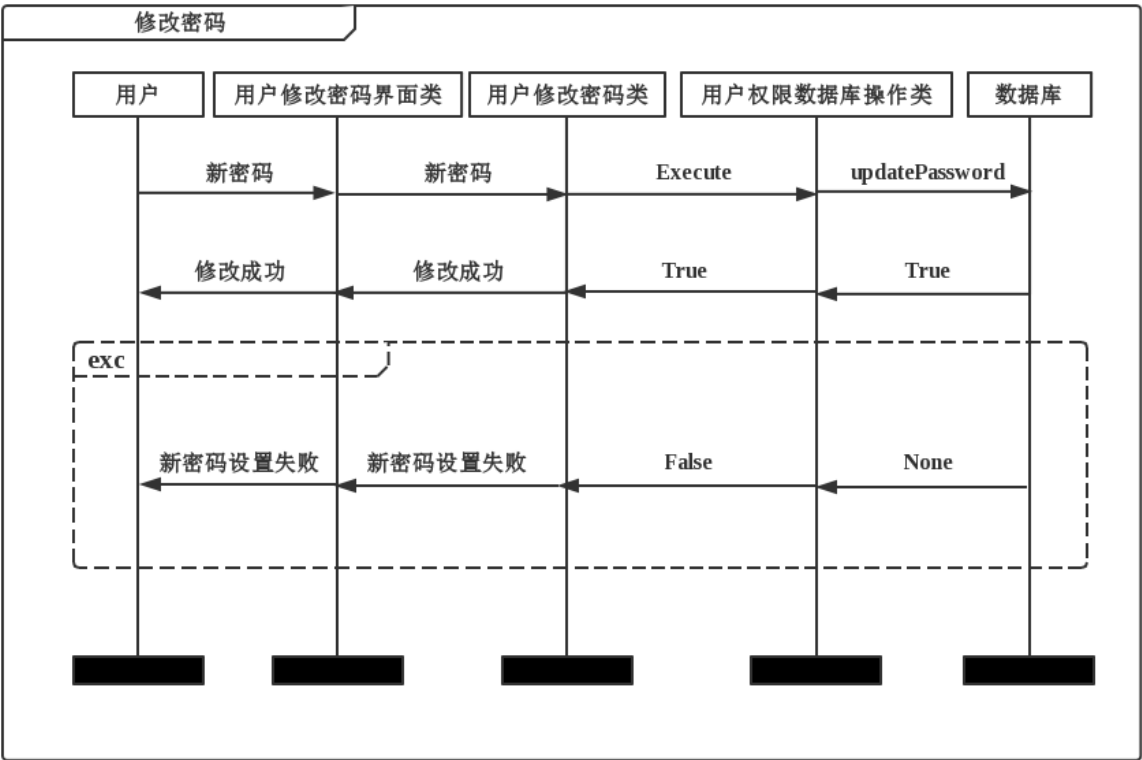 修改密码
用户 用户修改密码界面类 用户修改密码类 用户权限数据库操作类 数据库
新密码 新密码 Execute updatePassword
修改成功 修改成功 True True
exc
新密码设置失败 新密码设置失败 False None